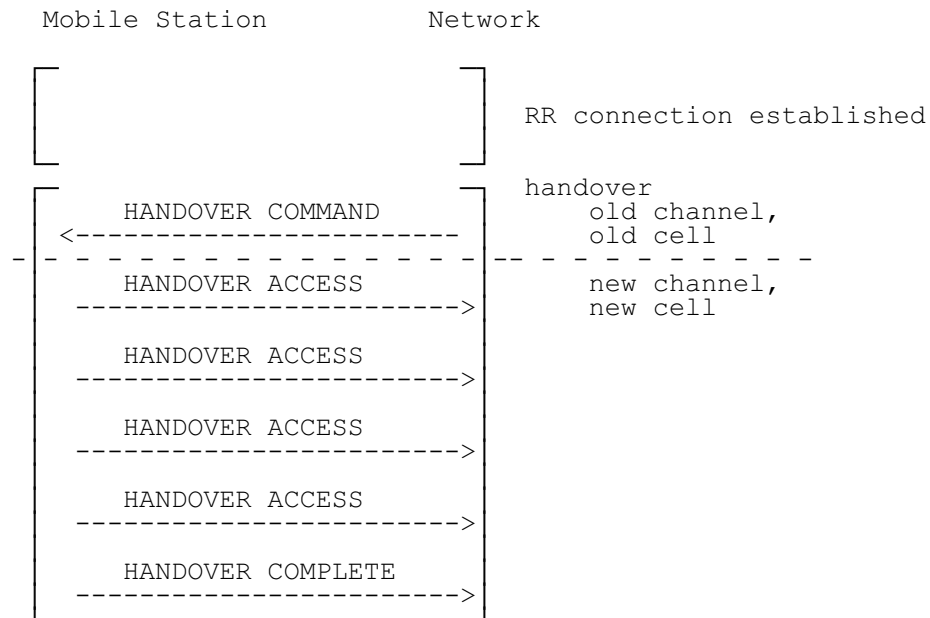 Mobile Station Network
RR connection established
handover
HANDOVER COMMAND old channel,
old cell
HANDOVER ACCESS new channel,
new cell
HANDOVER ACCESS
HANDOVER ACCESS
HANDOVER ACCESS
HANDOVER COMPLETE